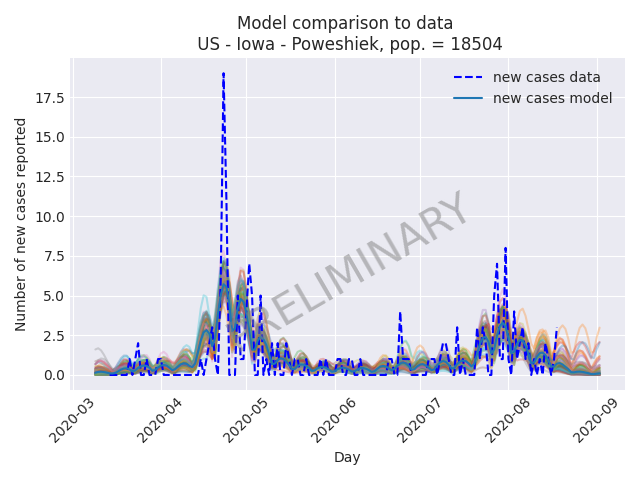 Model comparison to data
US - Iowa - Poweshiek, pop. = 18504
new cases data
new cases model
Number of new cases reported
17.5
15.0
12.5
10.0
7.5
5.0
2.5
0.0
PRELIMINARY
2020-03
2020-04
2020-05
2020-06
2020-07
2020-08
2020-09
Day